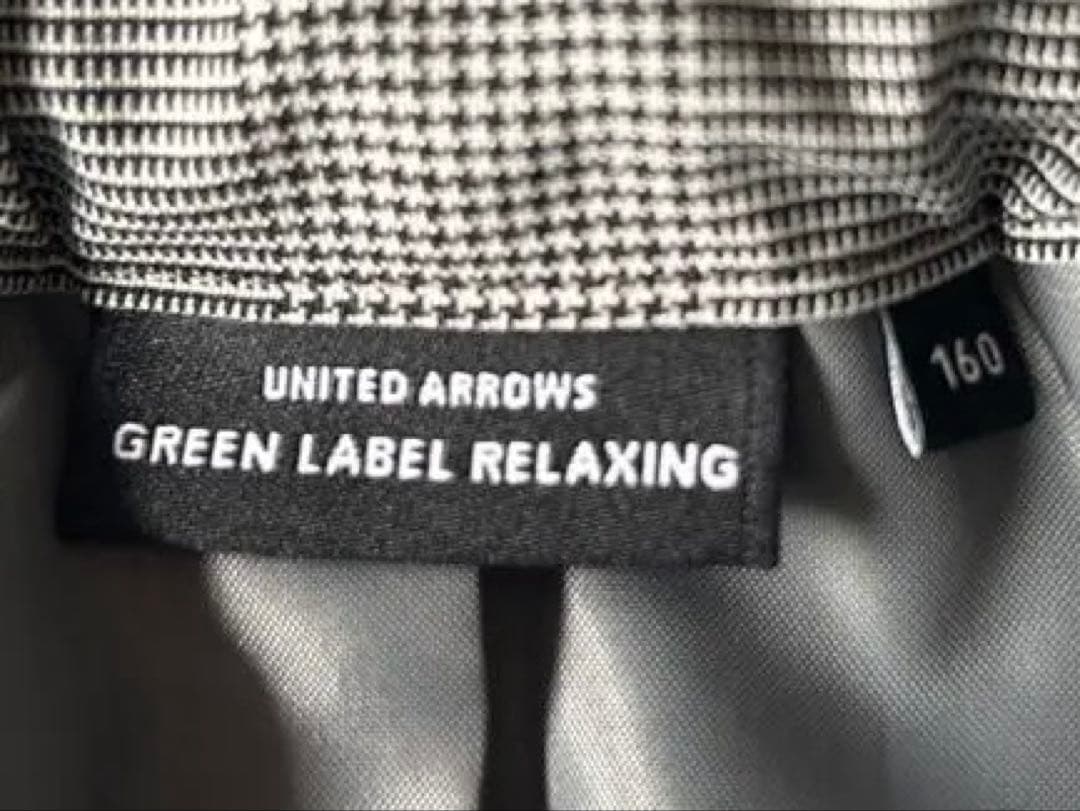 UNITED ARROWS
GREEN LABEL RELAXING
160